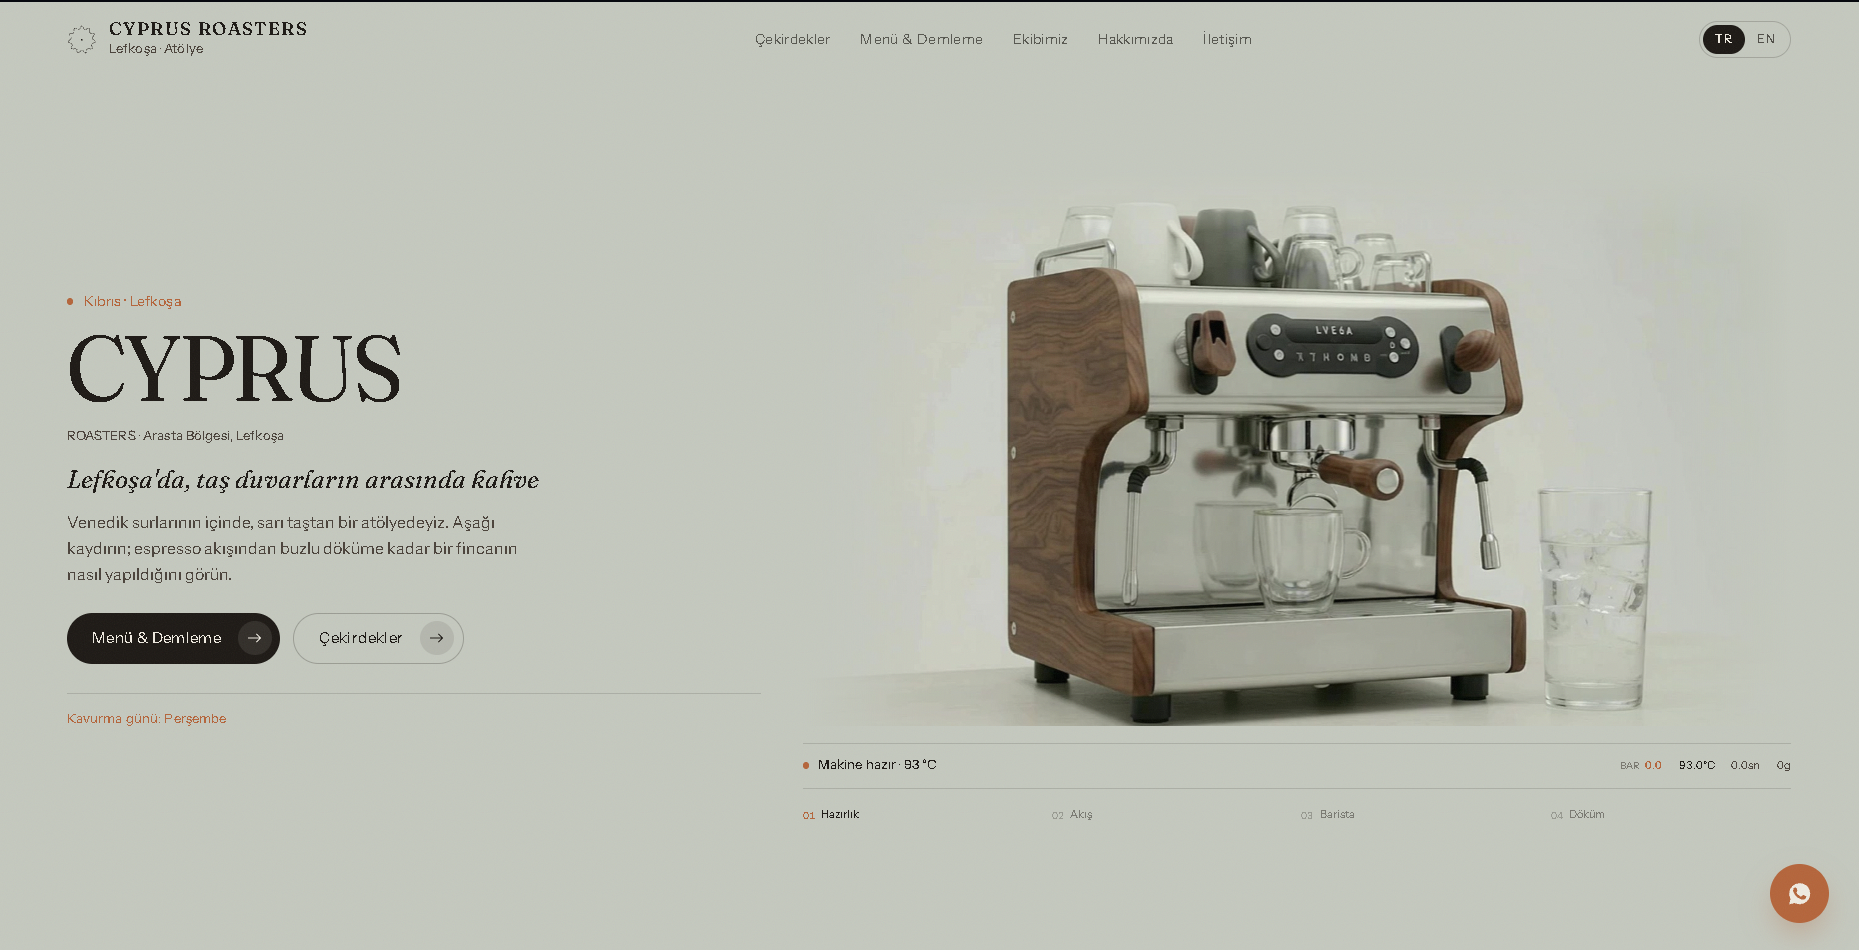 CYPRUS ROASTERS
Lefkoşa · Atölye
Çekirdekler
Menü & Demleme
Ekibimiz
Hakkımızda
İletişim
TR
EN
Kıbrıs · Lefkoşa
CYPRUS
ROASTERS · Arasta Bölgesi, Lefkoşa
Lefkoşa'da, taş duvarların arasında kahve
Venedik surlarının içinde, sarı taştan bir atölyedeyiz. Aşağı
kaydırın; espresso akışından buzlu döküme kadar bir fincanın
nasıl yapıldığını görün.
Menü & Demleme →
Çekirdekler →
Kavurma günü: Perşembe
Makine hazır · 93 °C
BAR 0.0
93.0°C
0.0sn
0g
01 Hazırlık
02 Akış
03 Barista
04 Döküm